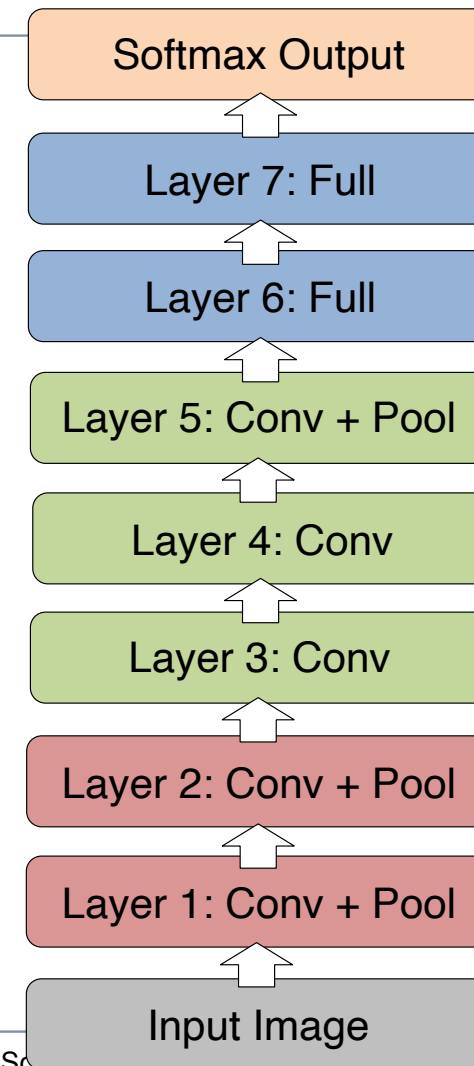 Softmax Output
Layer 7: Full
Layer 6: Full
Layer 5: Conv + Pool
Layer 4: Conv
Layer 3: Conv
Layer 2: Conv + Pool
Layer 1: Conv + Pool
Input Image